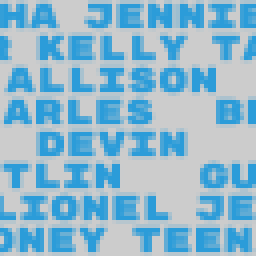 HA JENNIE
R KELLY TA
ALLISON
ARLES B
DEVIN
TLIN GU
LIONEL JE
ONEY TEEN